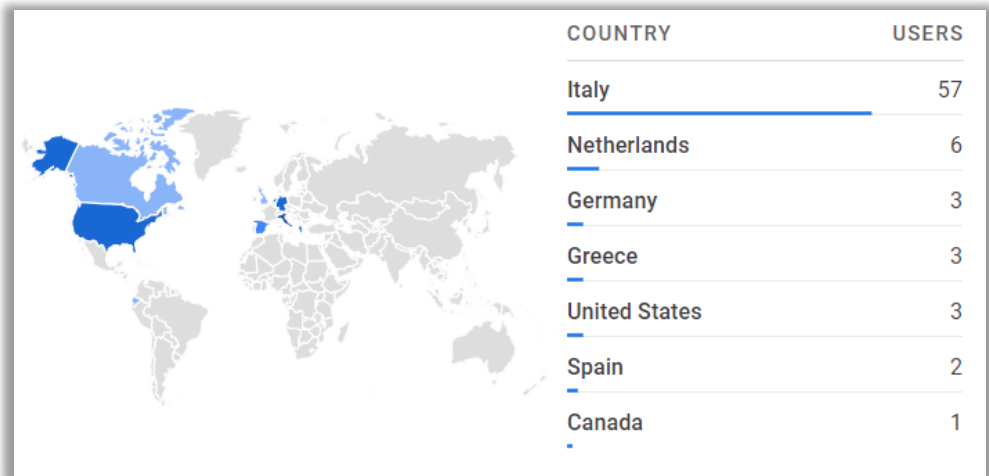 COUNTRY USERS
Italy 57
Netherlands 6
Germany 3
Greece 3
United States 3
Spain 2
Canada 1